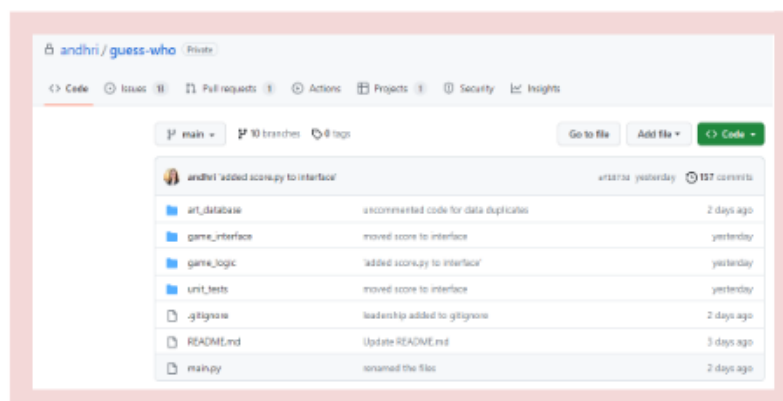 andhri / guess-who Private
Code Issues 11 Pull requests 1 Actions Projects 1 Security Insights
main 10 branches 0 tags Go to file Add file Code
andhri 'added score.py to interface' yesterday 157 commits
art_database uncommented code for data duplicates 2 days ago
game_interface moved score to interface yesterday
game_logic 'added score.py to interface' yesterday
unit_tests moved score to interface yesterday
.gitignore leadership added to gitignore 2 days ago
README.md Update README.md 3 days ago
main.py renamed the files 2 days ago